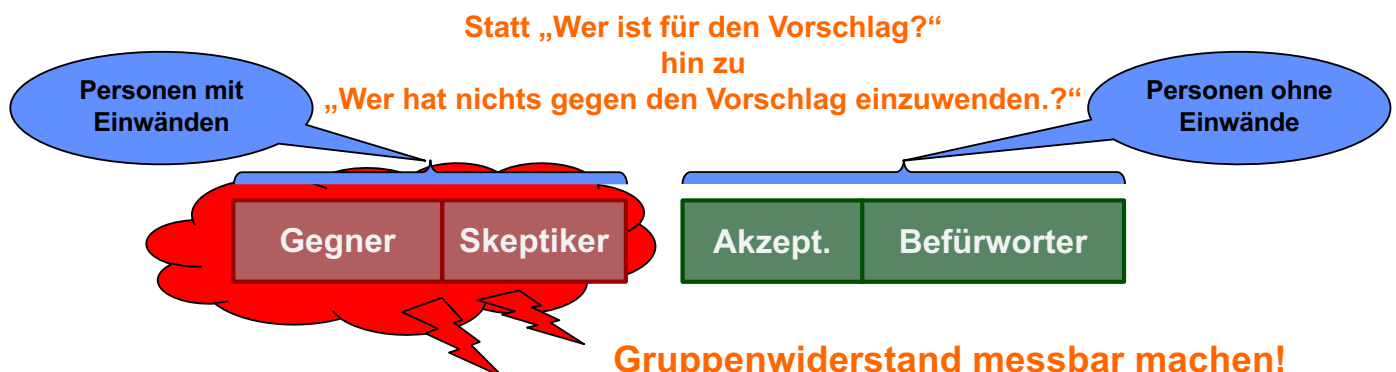 Statt „Wer ist für den Vorschlag?“
hin zu
„Wer hat nichts gegen den Vorschlag einzuwenden.?“
Personen mit
Einwänden
Personen ohne
Einwände
Gegner
Skeptiker
Akzept.
Befürworter
Gruppenwiderstand messbar machen!